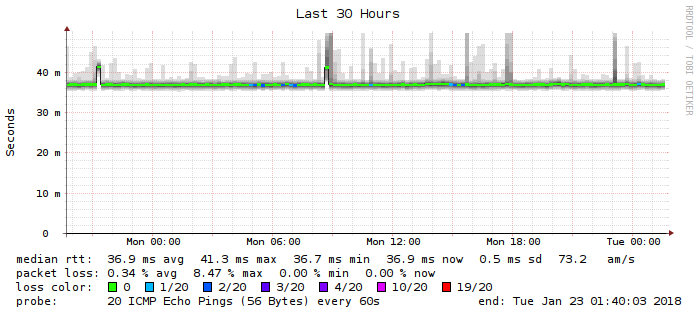 Last 30 Hours
RRDTOOL / TOBI OETIKER
Seconds
40 m
30 m
20 m
10 m
0
Mon 00:00 Mon 06:00 Mon 12:00 Mon 18:00 Tue 00:00
median rtt: 36.9 ms avg 41.3 ms max 36.7 ms min 36.9 ms now 0.5 ms sd 73.2 am/s
packet loss: 0.34 % avg 8.47 % max 0.00 % min 0.00 % now
loss color: 0 1/20 2/20 3/20 4/20 10/20 19/20
probe: 20 ICMP Echo Pings (56 Bytes) every 60s end: Tue Jan 23 01:40:03 2018